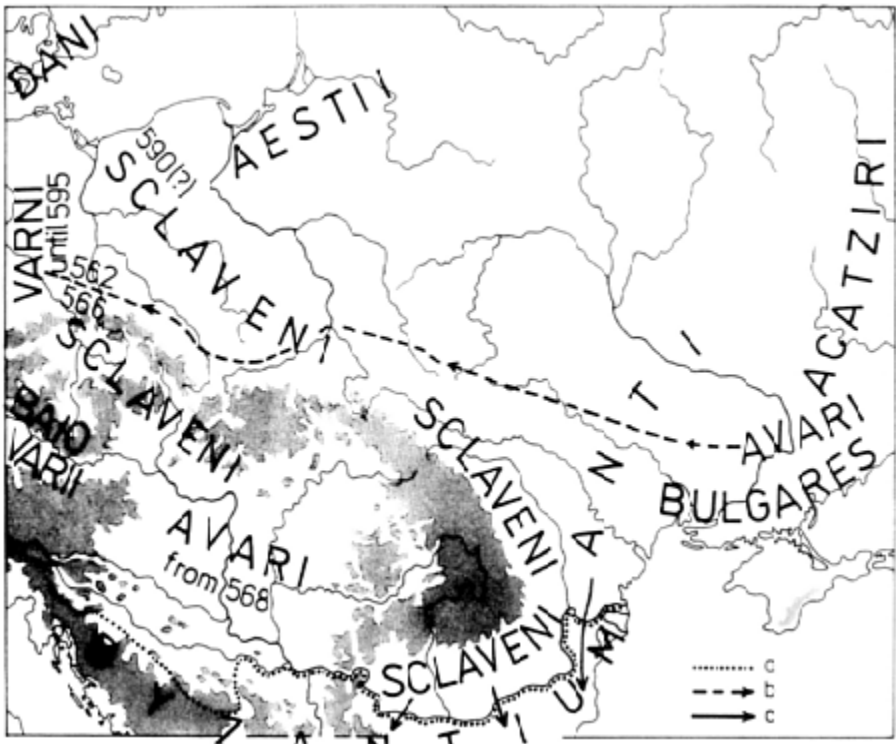 DANI
AESTII
590(?)
SCLAVENI
VARNI
until 595
562
566
SCLAVENI
BAIO
VARII
ACATZIRI
AVARI
BULGARES
ANTI
SCLAVENI
AVARI
from 568
SCLAVENI
ZANTIUM
a
b
c